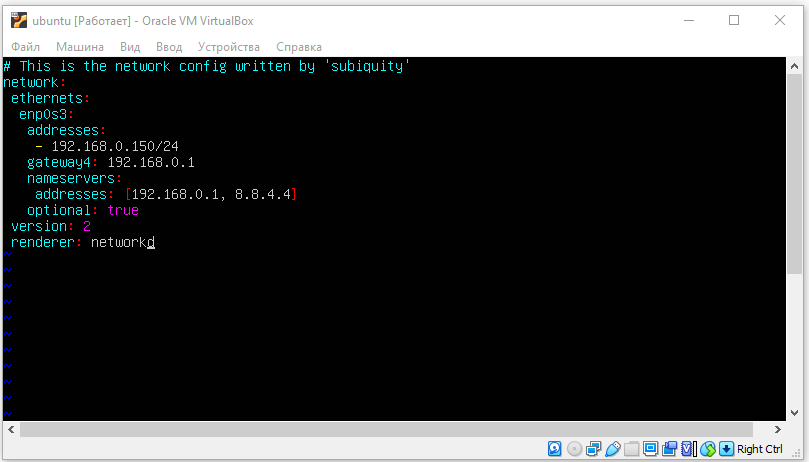 ubuntu [Работает] - Oracle VM VirtualBox
Файл Машина Вид Ввод Устройства Справка
# This is the network config written by 'subiquity'
network:
 ethernets:
  enp0s3:
   addresses:
    - 192.168.0.150/24
   gateway4: 192.168.0.1
   nameservers:
    addresses: [192.168.0.1, 8.8.4.4]
   optional: true
 version: 2
 renderer: networkd
~
~
~
~
~
~
~
~
~
~
~
Right Ctrl